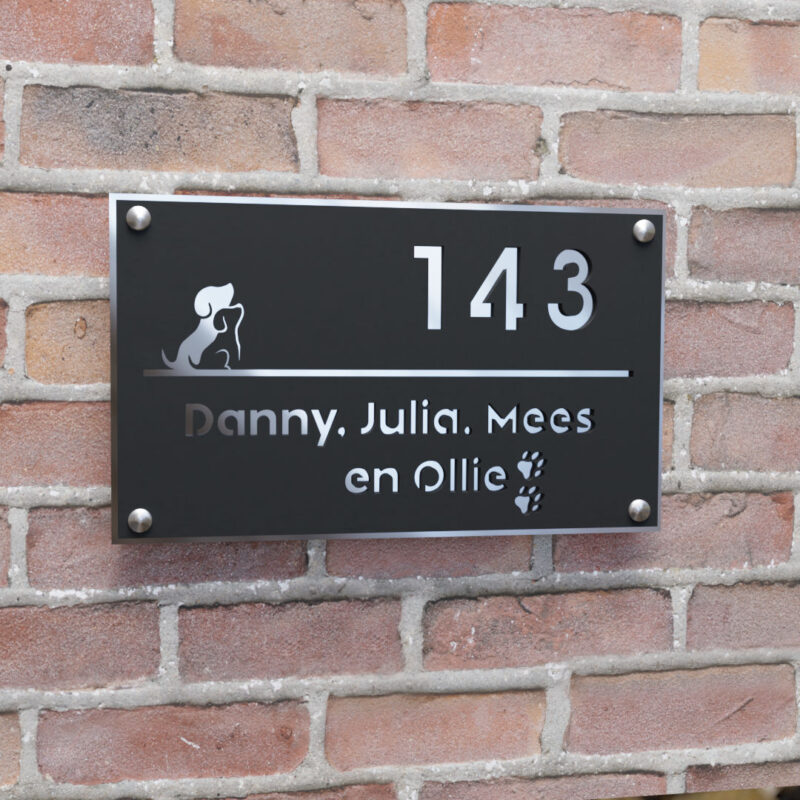 143
Danny, Julia, Mees
en Ollie